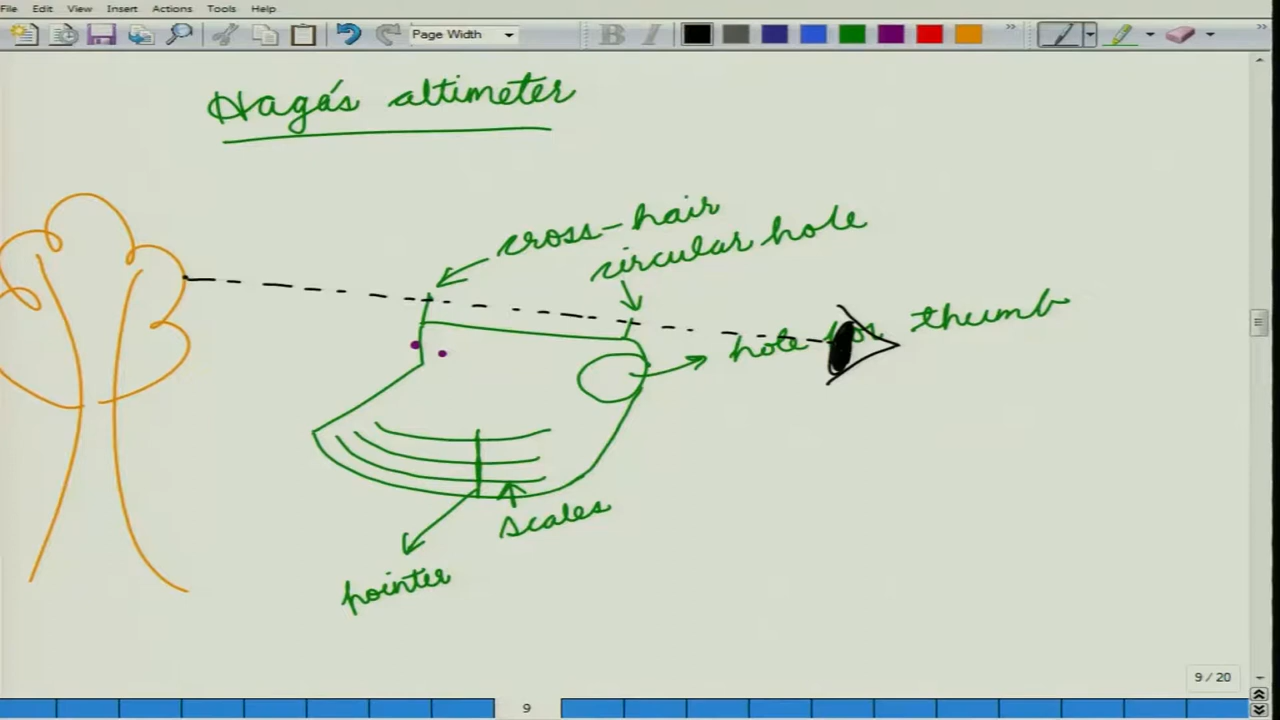 File Edit View Insert Actions Tools Help
Page Width
B I
Haga's altimeter
cross-hair
circular hole
hole for thumb
scales
pointer
9 / 20
9